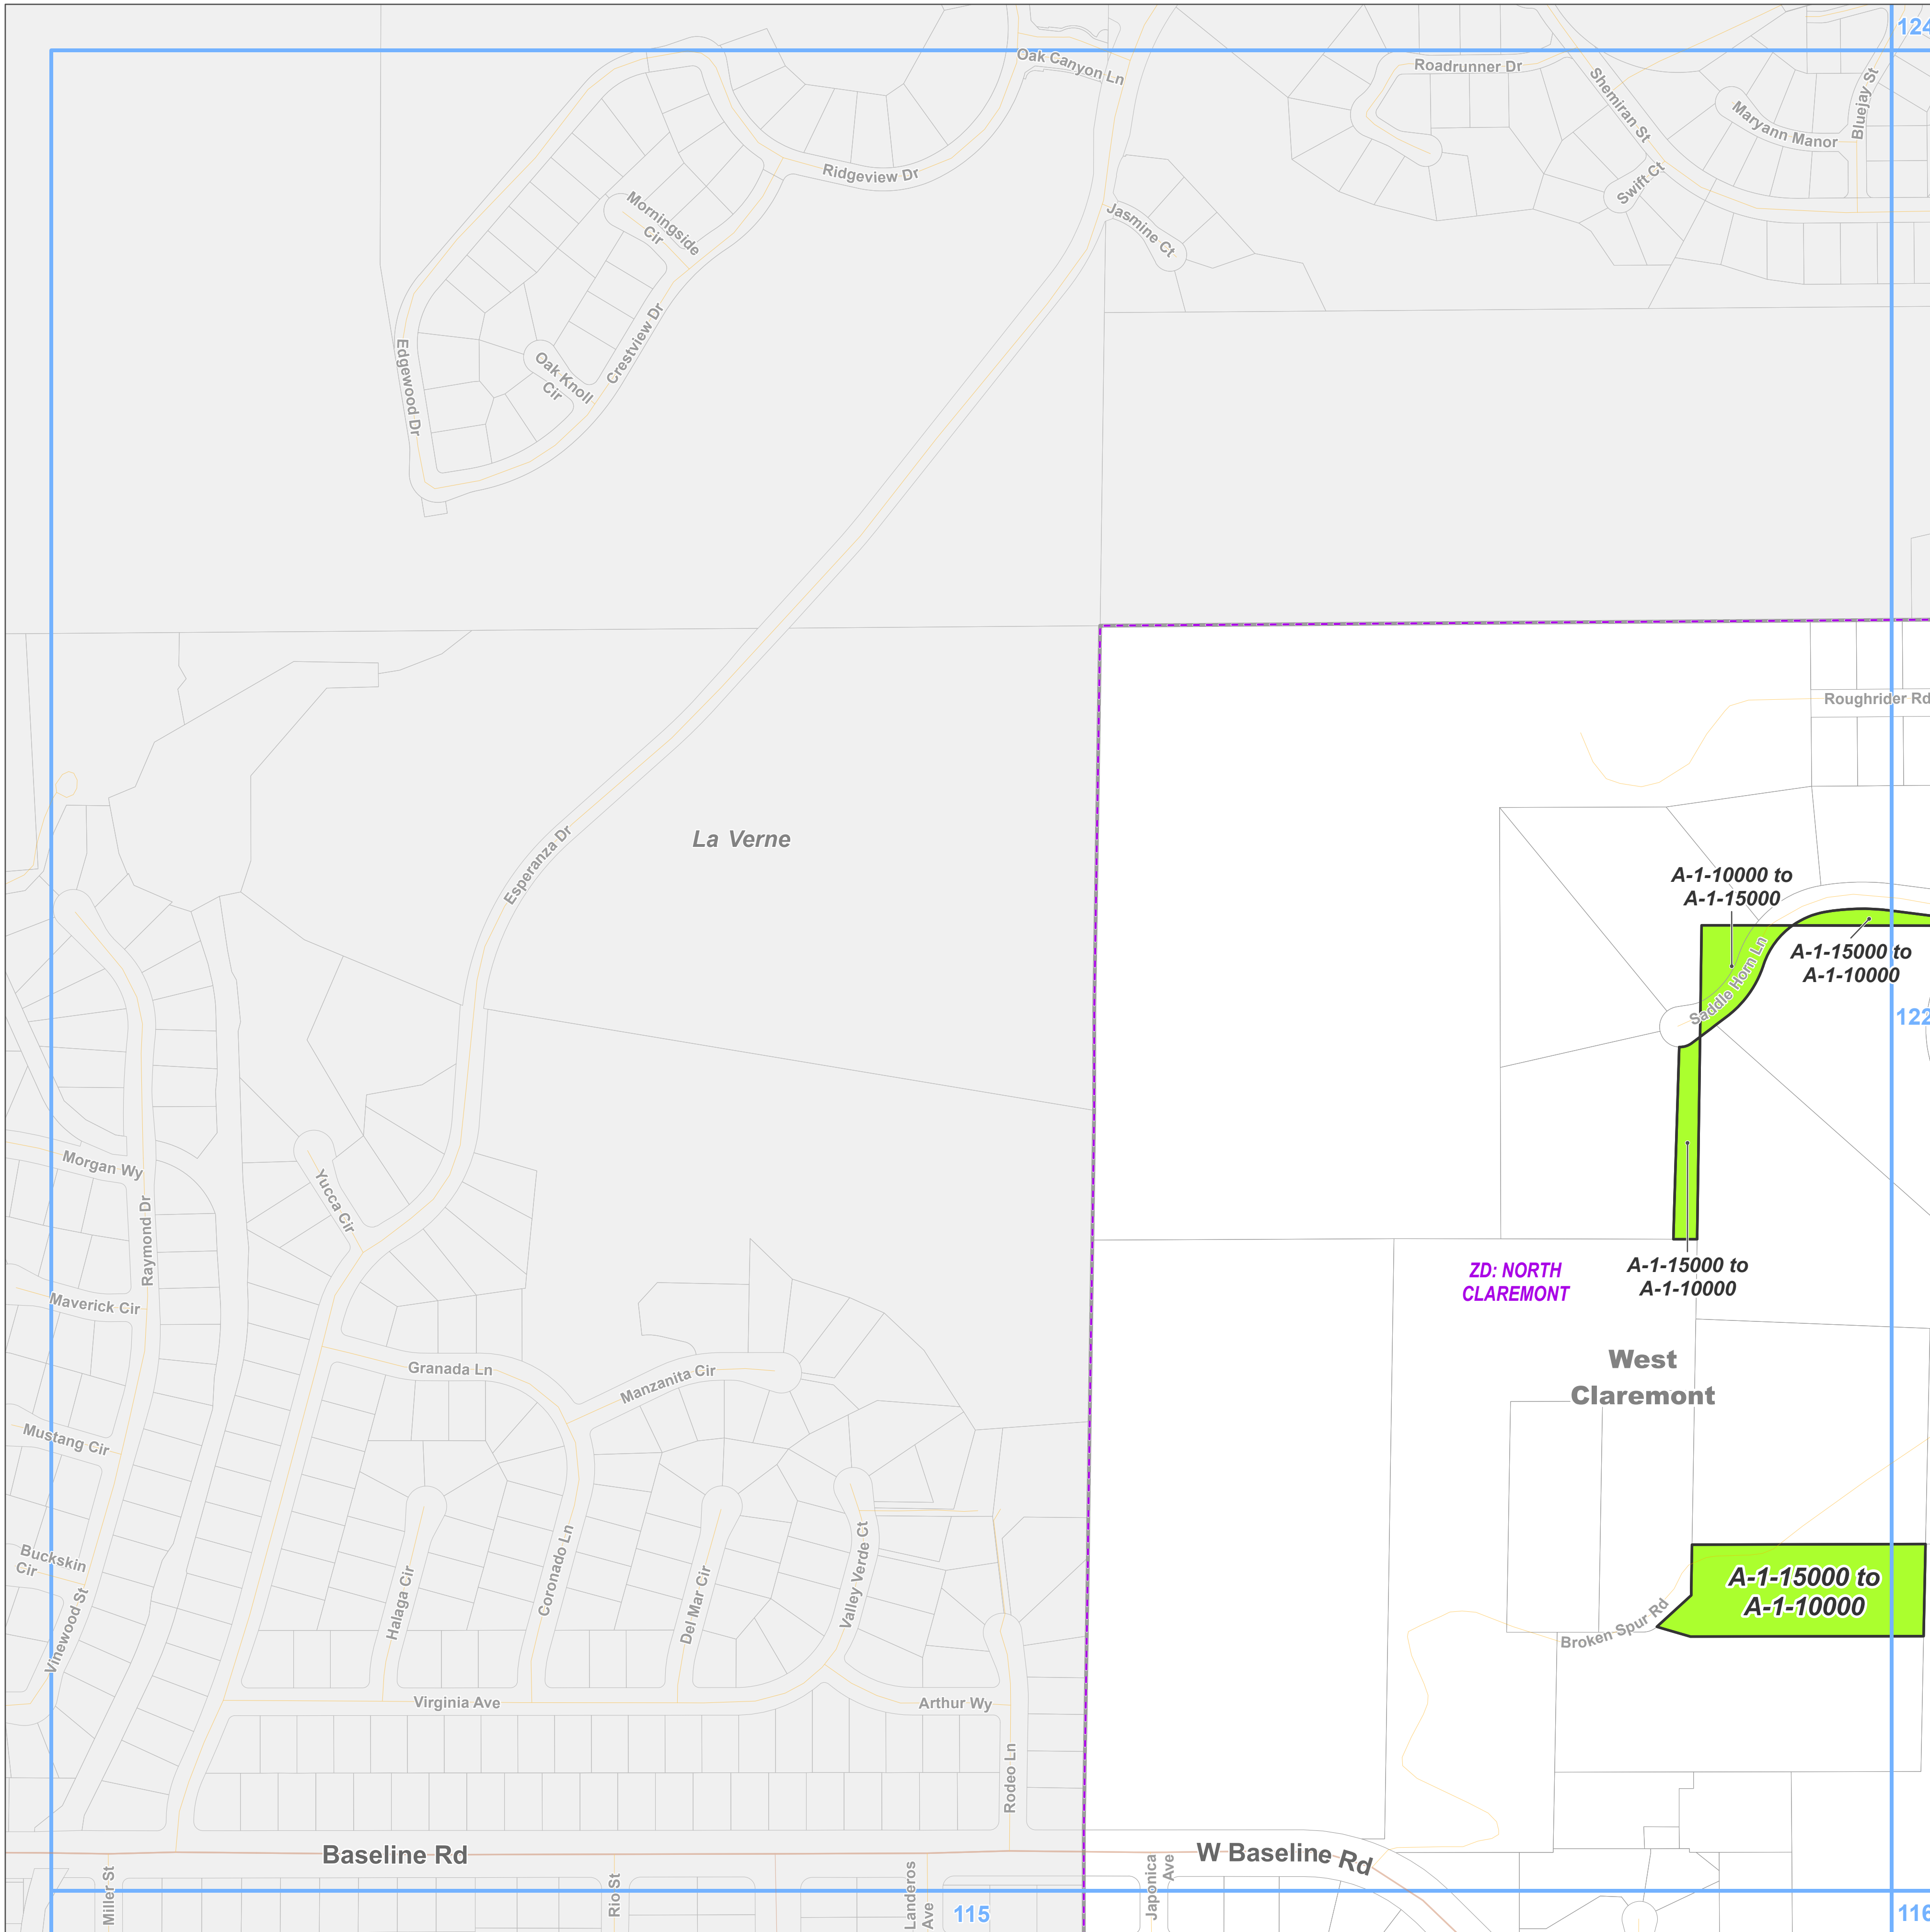 124
Oak Canyon Ln
Roadrunner Dr
Shemiran St
Maryann Manor
Bluejay St
Ridgeview Dr
Swift Ct
Morningside
Cir
Jasmine Ct
Edgewood Dr
Oak Knoll
Cir
Crestview Dr
Roughrider Rd
La Verne
Esperanza Dr
A-1-10000 to
A-1-15000
A-1-15000 to
A-1-10000
Saddle Horn Ln
122
Morgan Wy
Yucca Cir
Raymond Dr
ZD: NORTH
CLAREMONT
A-1-15000 to
A-1-10000
Maverick Cir
West
Claremont
Granada Ln
Manzanita Cir
Mustang Cir
Buckskin
Cir
Vinewood St
Halaga Cir
Coronado Ln
Del Mar Cir
Valley Verde Ct
A-1-15000 to
A-1-10000
Broken Spur Rd
Virginia Ave
Arthur Wy
Rodeo Ln
Baseline Rd
W Baseline Rd
Miller St
Rio St
Landeros
Ave
115
Japonica
Ave
116